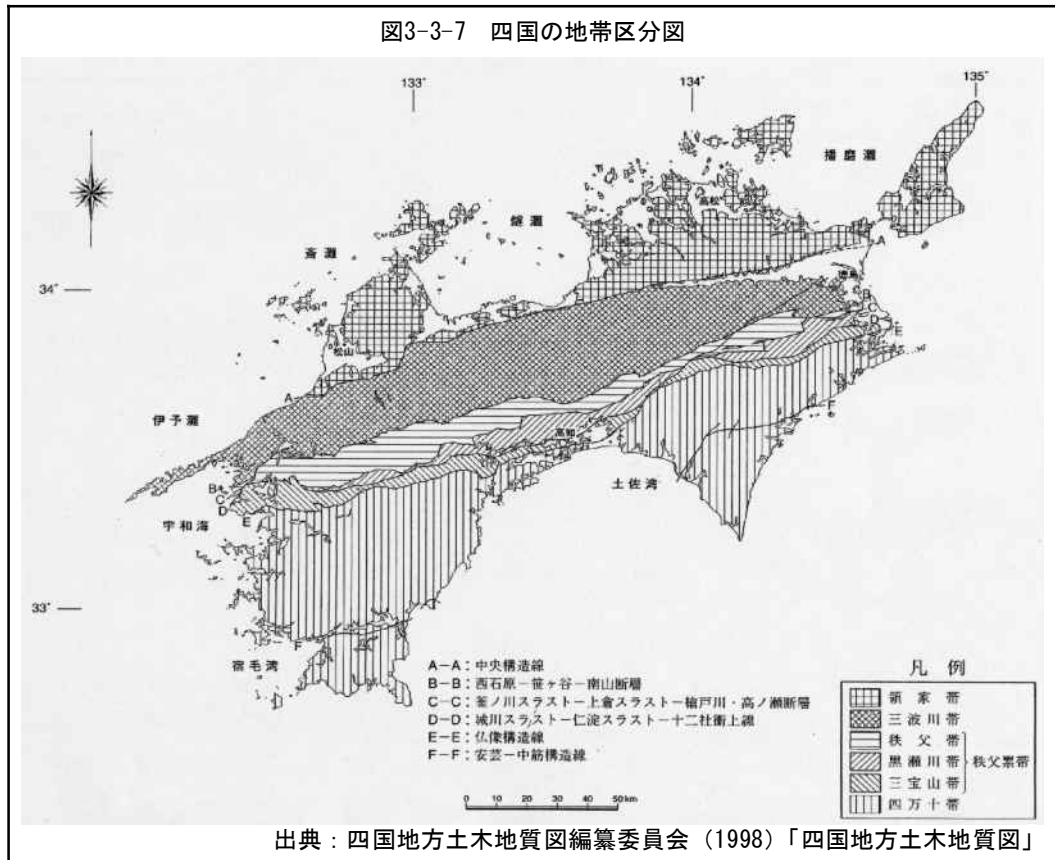 図3-3-7 四国の地帯区分図
133°
134°
135°
播磨灘
高松
燧灘
斎灘
A
徳島
34°
B
C
D
E
松山
A
F
伊予灘
高知
土佐湾
B
C
D
E
宇和海
33°
F
宿毛湾
A−A：中央構造線
B−B：西石原−笹ヶ谷−南山断層
C−C：釜ノ川スラスト−上倉スラスト−槍戸川・高ノ瀬断層
D−D：城川スラスト−仁淀スラスト−十二社衝上線
E−E：仏像構造線
F−F：安芸−中筋構造線
0 10 20 30 40 50km
凡例
領家帯
三波川帯
秩父帯
黒瀬川帯
秩父累帯
三宝山帯
四万十帯
出典：四国地方土木地質図編纂委員会（1998）「四国地方土木地質図」